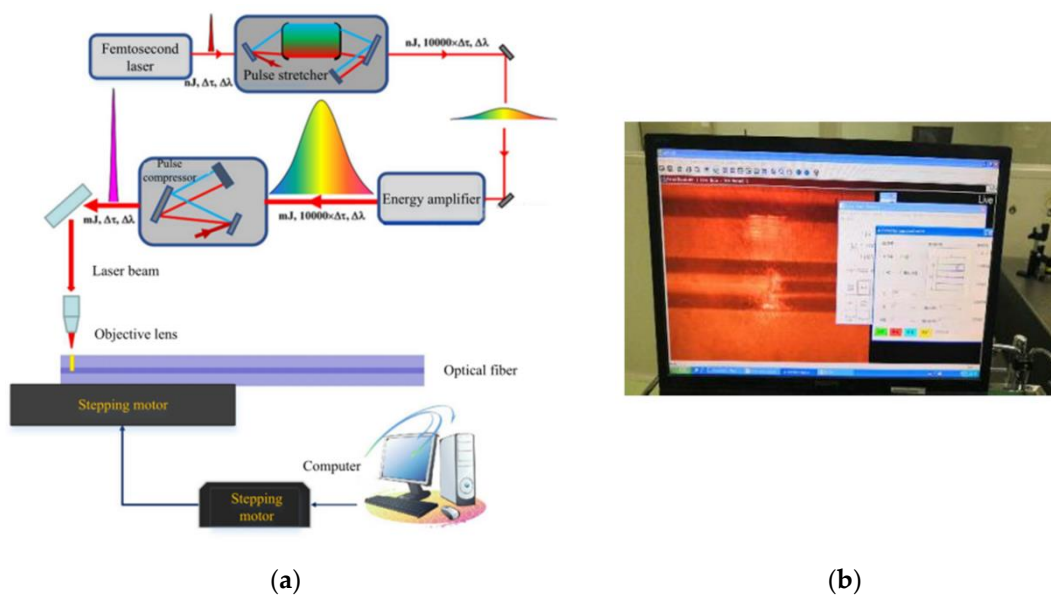 Femtosecond
laser
nJ, Δτ, Δλ
Pulse stretcher
nJ, 10000×Δτ, Δλ
Energy amplifier
mJ, 10000×Δτ, Δλ
Pulse
compressor
mJ, Δτ, Δλ
Laser beam
Objective lens
Optical fiber
Stepping motor
Computer
Stepping
motor
Live
PHILIPS
(a)
(b)